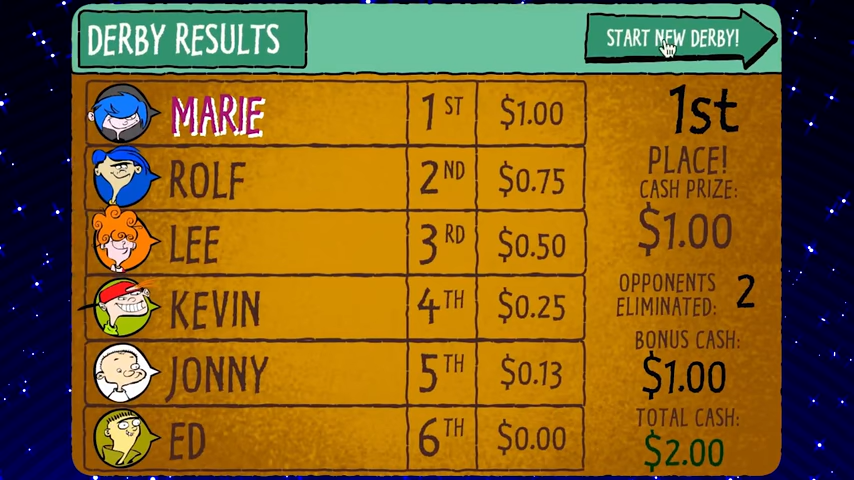 DERBY RESULTS
START NEW DERBY!
MARIE 1ST $1.00
ROLF 2ND $0.75
LEE 3RD $0.50
KEVIN 4TH $0.25
JONNY 5TH $0.13
ED 6TH $0.00
1st
PLACE!
CASH PRIZE:
$1.00
OPPONENTS
ELIMINATED: 2
BONUS CASH:
$1.00
TOTAL CASH:
$2.00